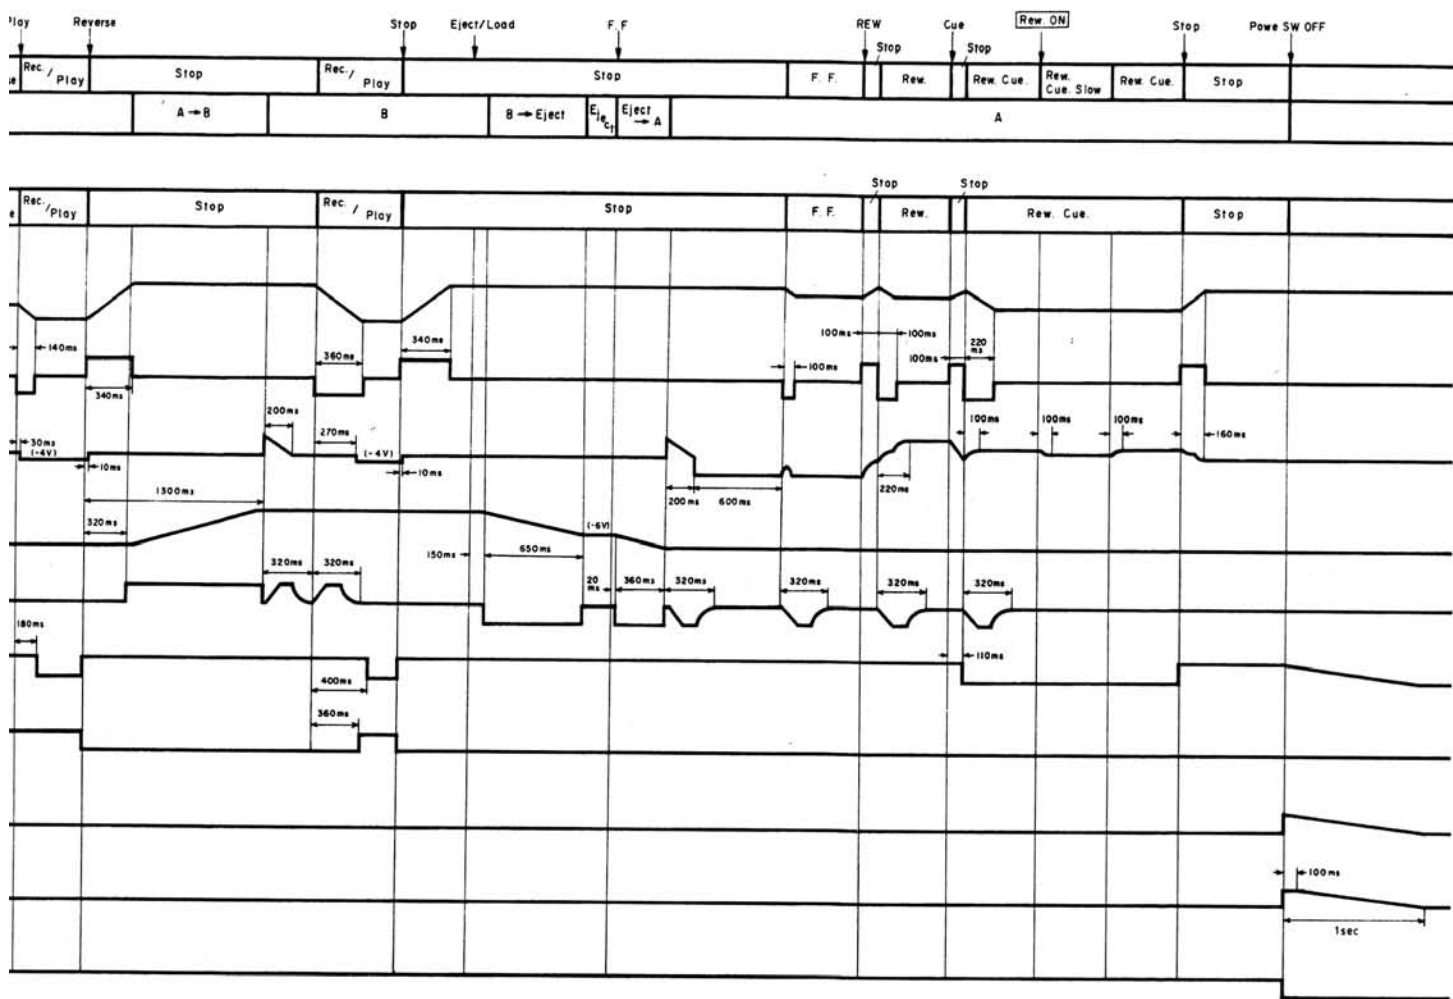 Play Reverse Stop Eject/Load F.F REW Cue Rew. ON Stop Powe SW OFF
Stop Stop
Rec./Play Stop Rec./Play Stop F. F. Rew. Rew. Cue. Rew. Cue. Slow Rew. Cue. Stop
A→B B B→Eject Eject Eject→A A
Stop Stop
Rec./Play Stop Rec./Play Stop F. F. Rew. Rew. Cue. Stop
100ms 100ms
140ms 360ms 340ms 100ms 220ms
100ms
340ms
200ms 100ms 100ms 100ms
30ms 270ms 160ms
(-4V) (-4V)
10ms 10ms
1300ms 200ms 600ms 220ms
320ms (-6V)
150ms 650ms
320ms 320ms 20ms 360ms 320ms 320ms 320ms 320ms
180ms
110ms
400ms
360ms
100ms
1sec